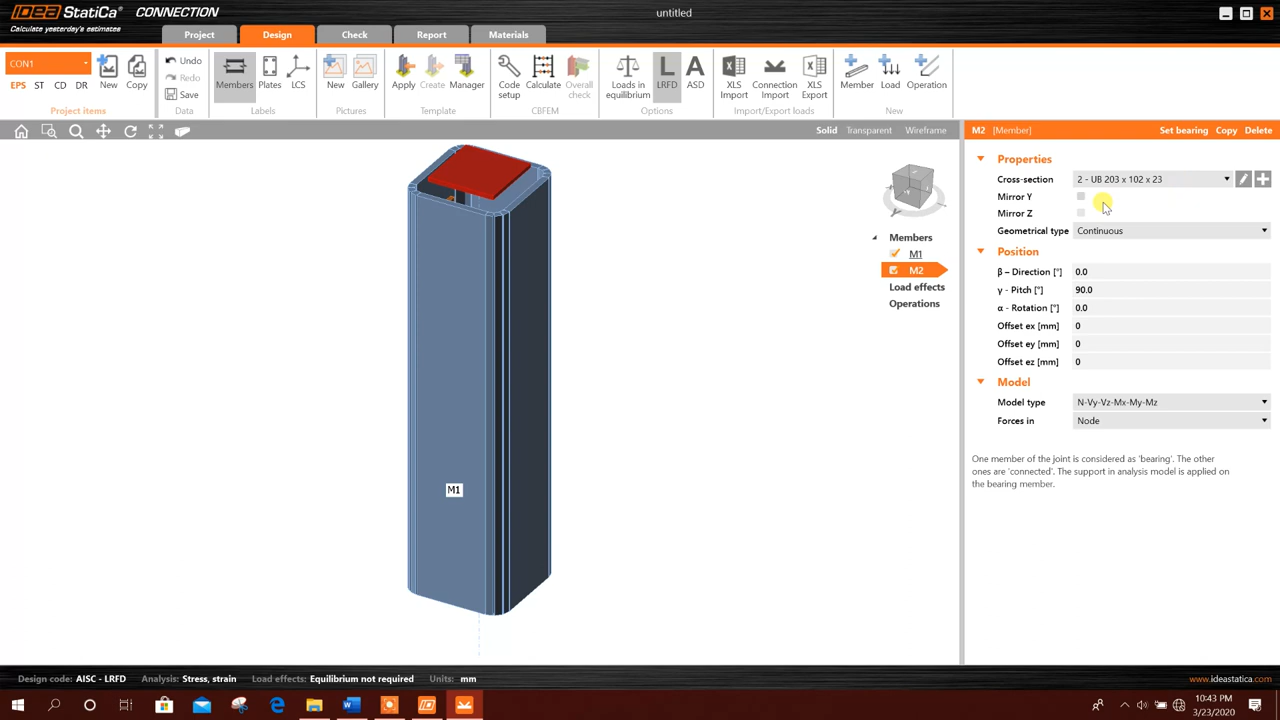 IDEA StatiCa® CONNECTION
Calculate yesterday's estimates
untitled
Project Design Check Report Materials
CON1
EPS ST CD DR
New Copy
Undo
Redo
Save
Members Plates LCS
New Gallery
Apply Create Manager
Code setup Calculate Overall check
Loads in equilibrium LRFD ASD
XLS Import Connection Import XLS Export
Member Load Operation
Project items Data Labels Pictures Template CBFEM Options Import/Export loads New
Solid Transparent Wireframe
M2 [Member] Set bearing Copy Delete
Members
M1
M2
Load effects
Operations
M1
Properties
Cross-section 2 - UB 203 x 102 x 23
Mirror Y
Mirror Z
Geometrical type Continuous
Position
β – Direction [°] 0.0
γ - Pitch [°] 90.0
α - Rotation [°] 0.0
Offset ex [mm] 0
Offset ey [mm] 0
Offset ez [mm] 0
Model
Model type N-Vy-Vz-Mx-My-Mz
Forces in Node
One member of the joint is considered as 'bearing'. The other
ones are 'connected'. The support in analysis model is applied on
the bearing member.
Design code: AISC - LRFD Analysis: Stress, strain Load effects: Equilibrium not required Units: mm
www.ideastatica.com
10:43 PM
3/23/2020